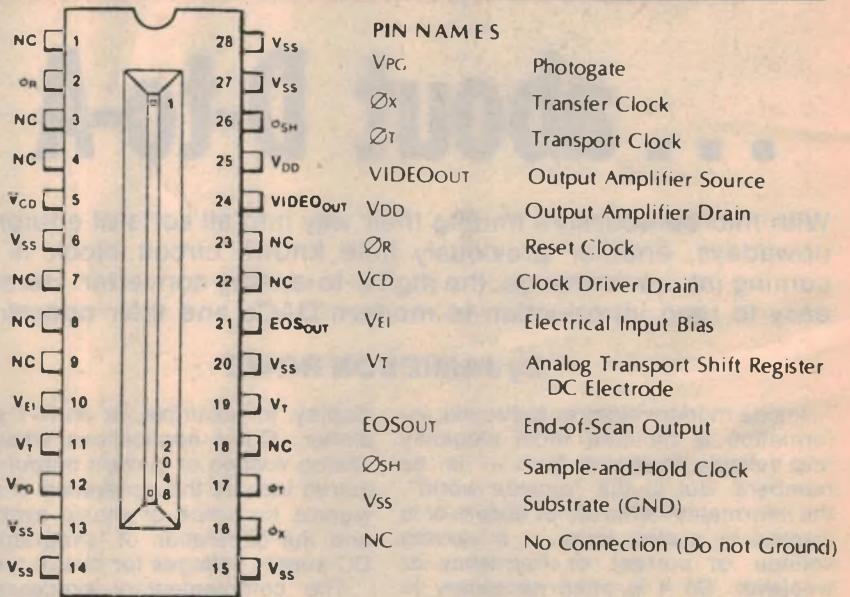 NC 1 28 VSS
ØR 2 27 VSS
NC 3 26 ØSH
NC 4 25 VDD
VCD 5 24 VIDEOOUT
VSS 6 23 NC
NC 7 22 NC
NC 8 21 EOSOUT
NC 9 20 VSS
VEI 10 19 VT
VT 11 18 NC
VPG 12 17 ØT
VSS 13 16 ØX
VSS 14 15 VSS
1
2048
PIN NAMES
VPG Photogate
ØX Transfer Clock
ØT Transport Clock
VIDEOOUT Output Amplifier Source
VDD Output Amplifier Drain
ØR Reset Clock
VCD Clock Driver Drain
VEI Electrical Input Bias
VT Analog Transport Shift Register
DC Electrode
EOSOUT End-of-Scan Output
ØSH Sample-and-Hold Clock
VSS Substrate (GND)
NC No Connection (Do not Ground)